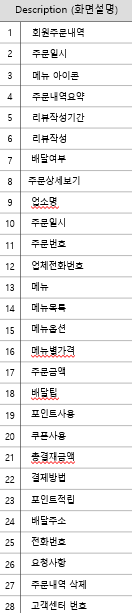 Description (화면설명)
1 회원주문내역
2 주문일시
3 메뉴 아이콘
4 주문내역요약
5 리뷰작성기간
6 리뷰작성
7 배달여부
8 주문상세보기
9 업소명
10 주문일시
11 주문번호
12 업체전화번호
13 메뉴
14 메뉴목록
15 메뉴옵션
16 메뉴별가격
17 주문금액
18 배달팁
19 포인트사용
20 쿠폰사용
21 총결재금액
22 결제방법
23 포인트적립
24 배달주소
25 전화번호
26 요청사항
27 주문내역 삭제
28 고객센터 번호